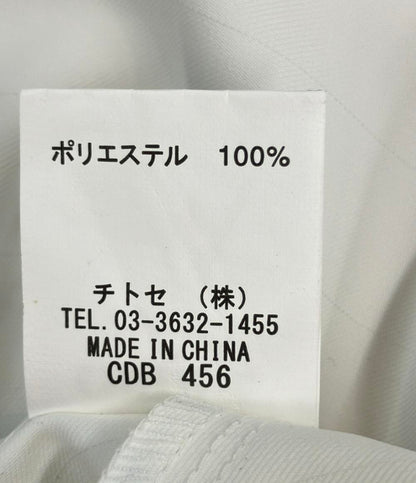 ポリエステル 100%
チトセ (株)
TEL. 03-3632-1455
MADE IN CHINA
CDB 456